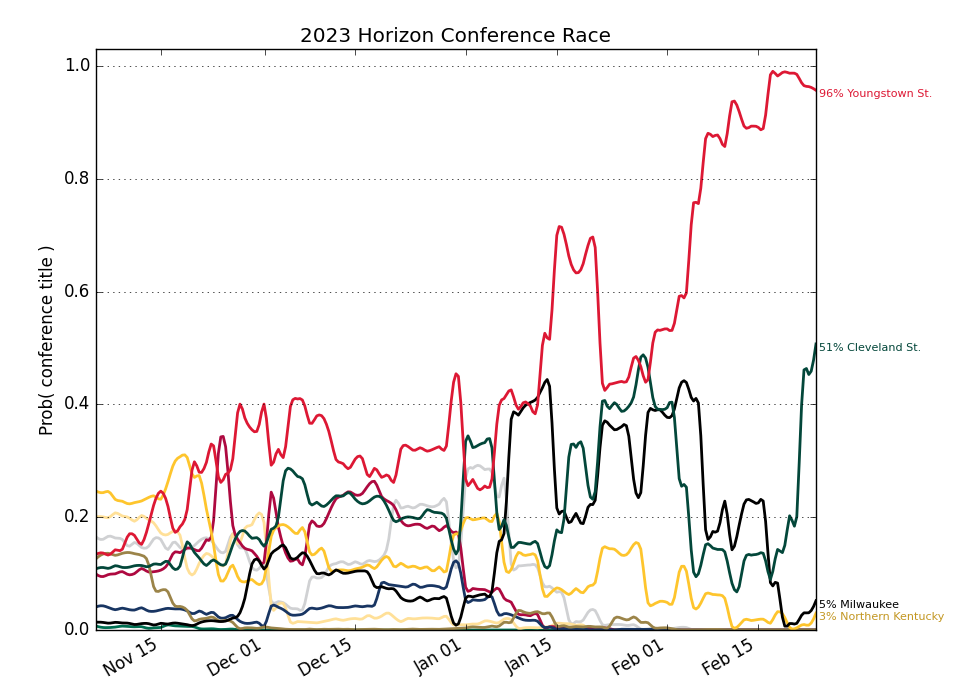 2023 Horizon Conference Race
Prob( conference title )
1.0
0.8
0.6
0.4
0.2
0.0
Nov 15
Dec 01
Dec 15
Jan 01
Jan 15
Feb 01
Feb 15
96% Youngstown St.
51% Cleveland St.
5% Milwaukee
3% Northern Kentucky